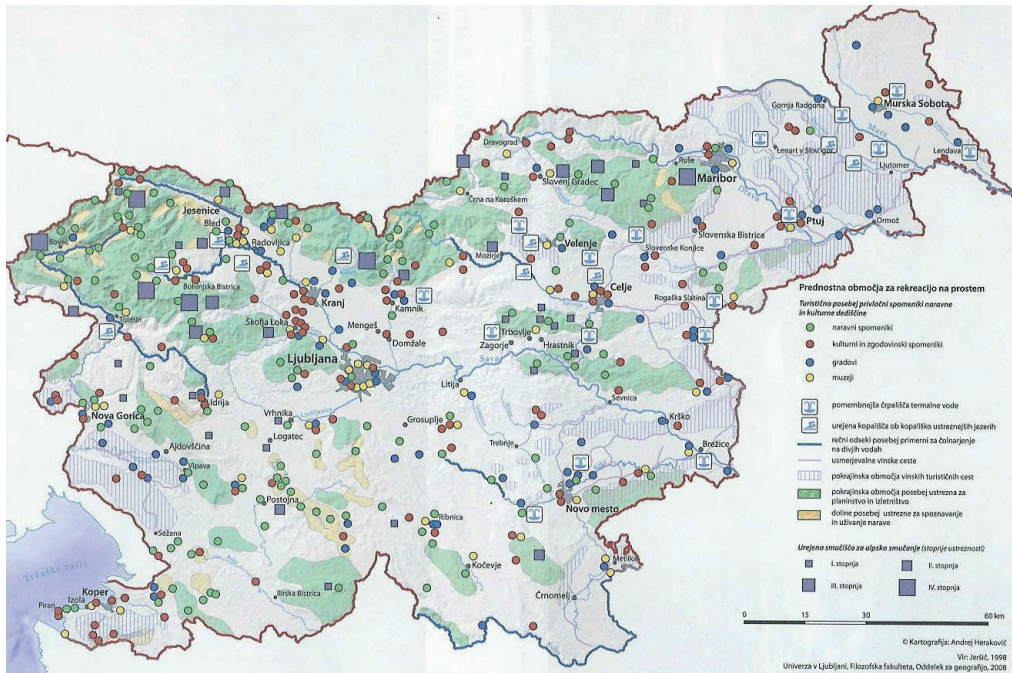 Gornja Radgona
Murska Sobota
Mura
Lendava
Lenart v Slov. gor.
Ljutomer
Dravograd
Ruše
Maribor
Slovenj Gradec
Črna na Koroškem
Drava
Ptuj
Ormož
Jesenice
Bled
Radovljica
Bovec
Velenje
Mozirje
Slovenska Bistrica
Slovenske Konjice
Dravinja
Bohinjska Bistrica
Kranj
Kamnik
Celje
Rogaška Slatina
Tolmin
Škofja Loka
Mengeš
Domžale
Trbovlje
Zagorje
Hrastnik
Ljubljana
Sava
Litija
Sevnica
Idrija
Nova Gorica
Vrhnika
Ljubljanica
Logatec
Grosuplje
Krško
Trebnje
Brežice
Ajdovščina
Vipava
Postojna
Novo mesto
Ribnica
Sežana
Kočevje
Metlika
Tržaški zaliv
Koper
Izola
Piran
Ilirska Bistrica
Črnomelj
Prednostna območja za rekreacijo na prostem
Turistično posebej privlačni spomeniki naravne
in kulturne dediščine
naravni spomeniki
kulturni in zgodovinski spomeniki
gradovi
muzeji
pomembnejša črpališča termalne vode
urejena kopališča ob kopališko ustreznejših jezerih
rečni odseki posebej primerni za čolnarjenje
na divjih vodah
usmerjevalne vinske ceste
pokrajinska območja vinskih turističnih cest
pokrajinska območja posebej ustrezna za
planinstvo in izletništvo
doline posebej ustrezne za spoznavanje
in uživanje narave
Urejena smučišča za alpsko smučanje (stopnje ustreznosti)
I. stopnja
II. stopnja
III. stopnja
IV. stopnja
0 15 30 60 km
© Kartografija: Andrej Herakovič
Vir: Jeršič, 1998
Univerza v Ljubljani, Filozofska fakulteta, Oddelek za geografijo, 2008